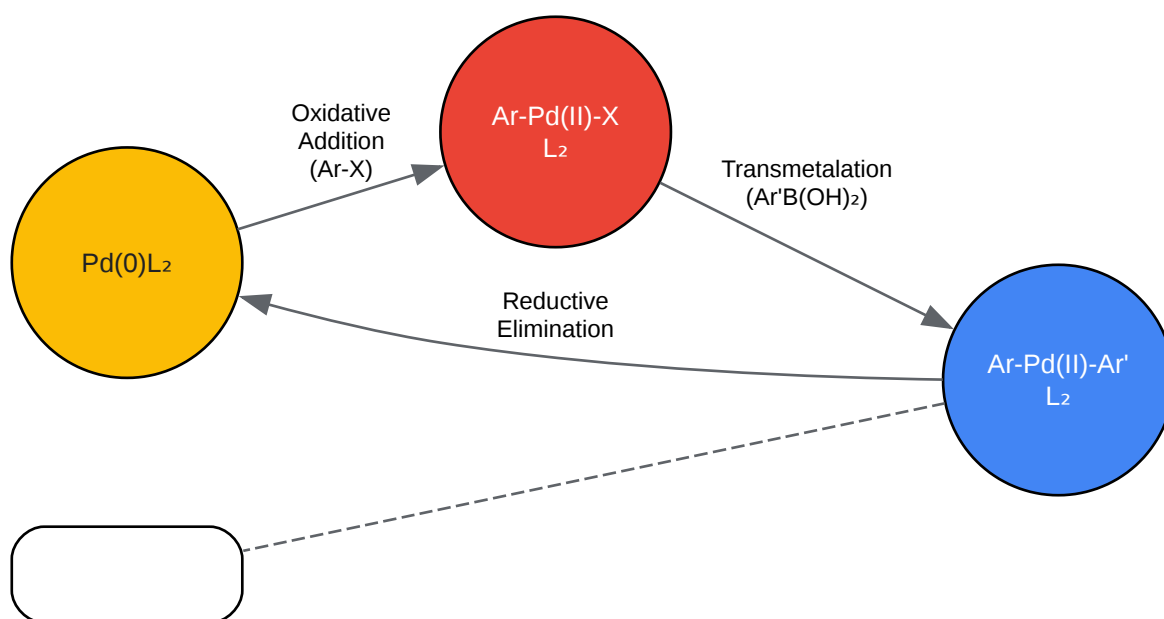 Oxidative
Addition
(Ar-X)
Ar-Pd(II)-X
L₂
Transmetalation
(Ar'B(OH)₂)
Pd(0)L₂
Reductive
Elimination
Ar-Pd(II)-Ar'
L₂